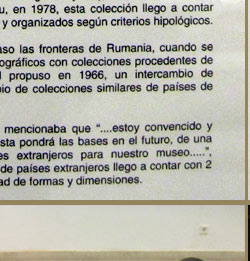 u, en 1978, esta colección llego a contar
y organizados según criterios hipológicos.
aso las fronteras de Rumania, cuando se
ográficos con colecciones procedentes de
l propuso en 1966, un intercambio de
io de colecciones similares de países de
mencionaba que "....estoy convencido y
sta pondrá las bases en el futuro, de una
es extranjeros para nuestro museo.....",
de países extranjeros llego a contar con 2
ad de formas y dimensiones.